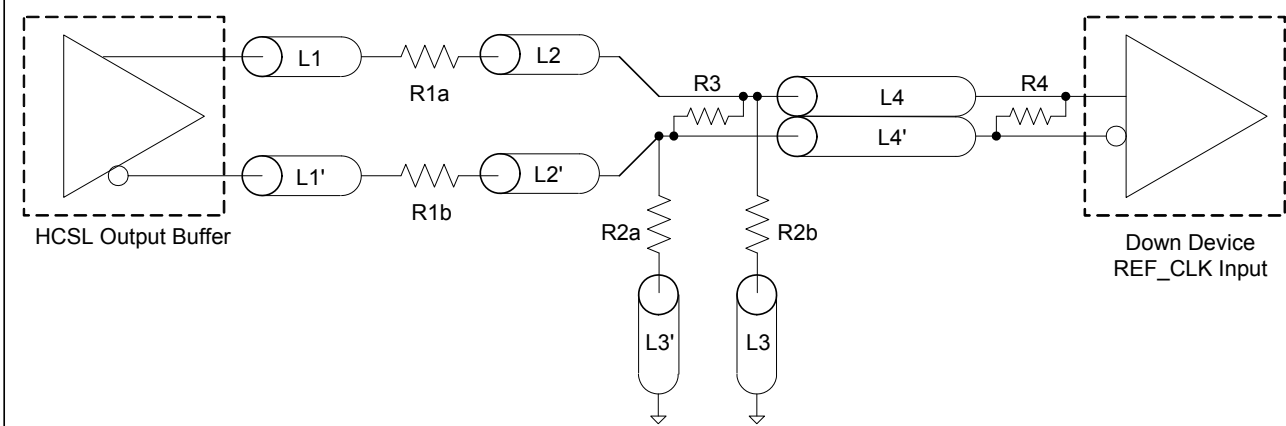 L1
R1a
L2
R3
L4
R4
L4'
L1'
R1b
L2'
HCSL Output Buffer
R2a
R2b
Down Device
REF_CLK Input
L3'
L3